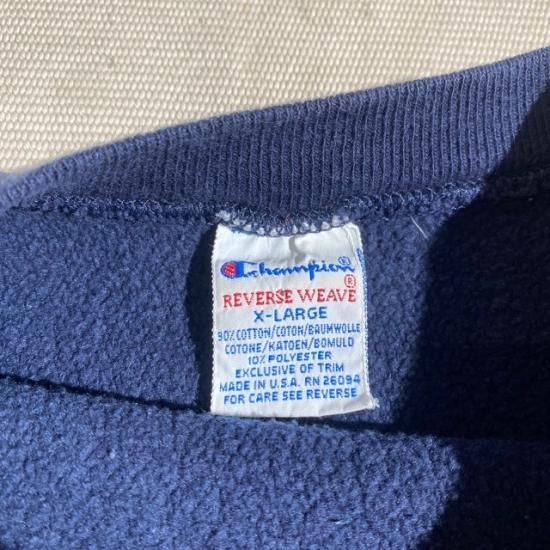 Champion®
REVERSE WEAVE®
X-LARGE
90% COTTON/COTON/BAUMWOLLE
COTONE/KATOEN/BOMULD
10% POLYESTER
EXCLUSIVE OF TRIM
MADE IN U.S.A. RN 26094
FOR CARE SEE REVERSE